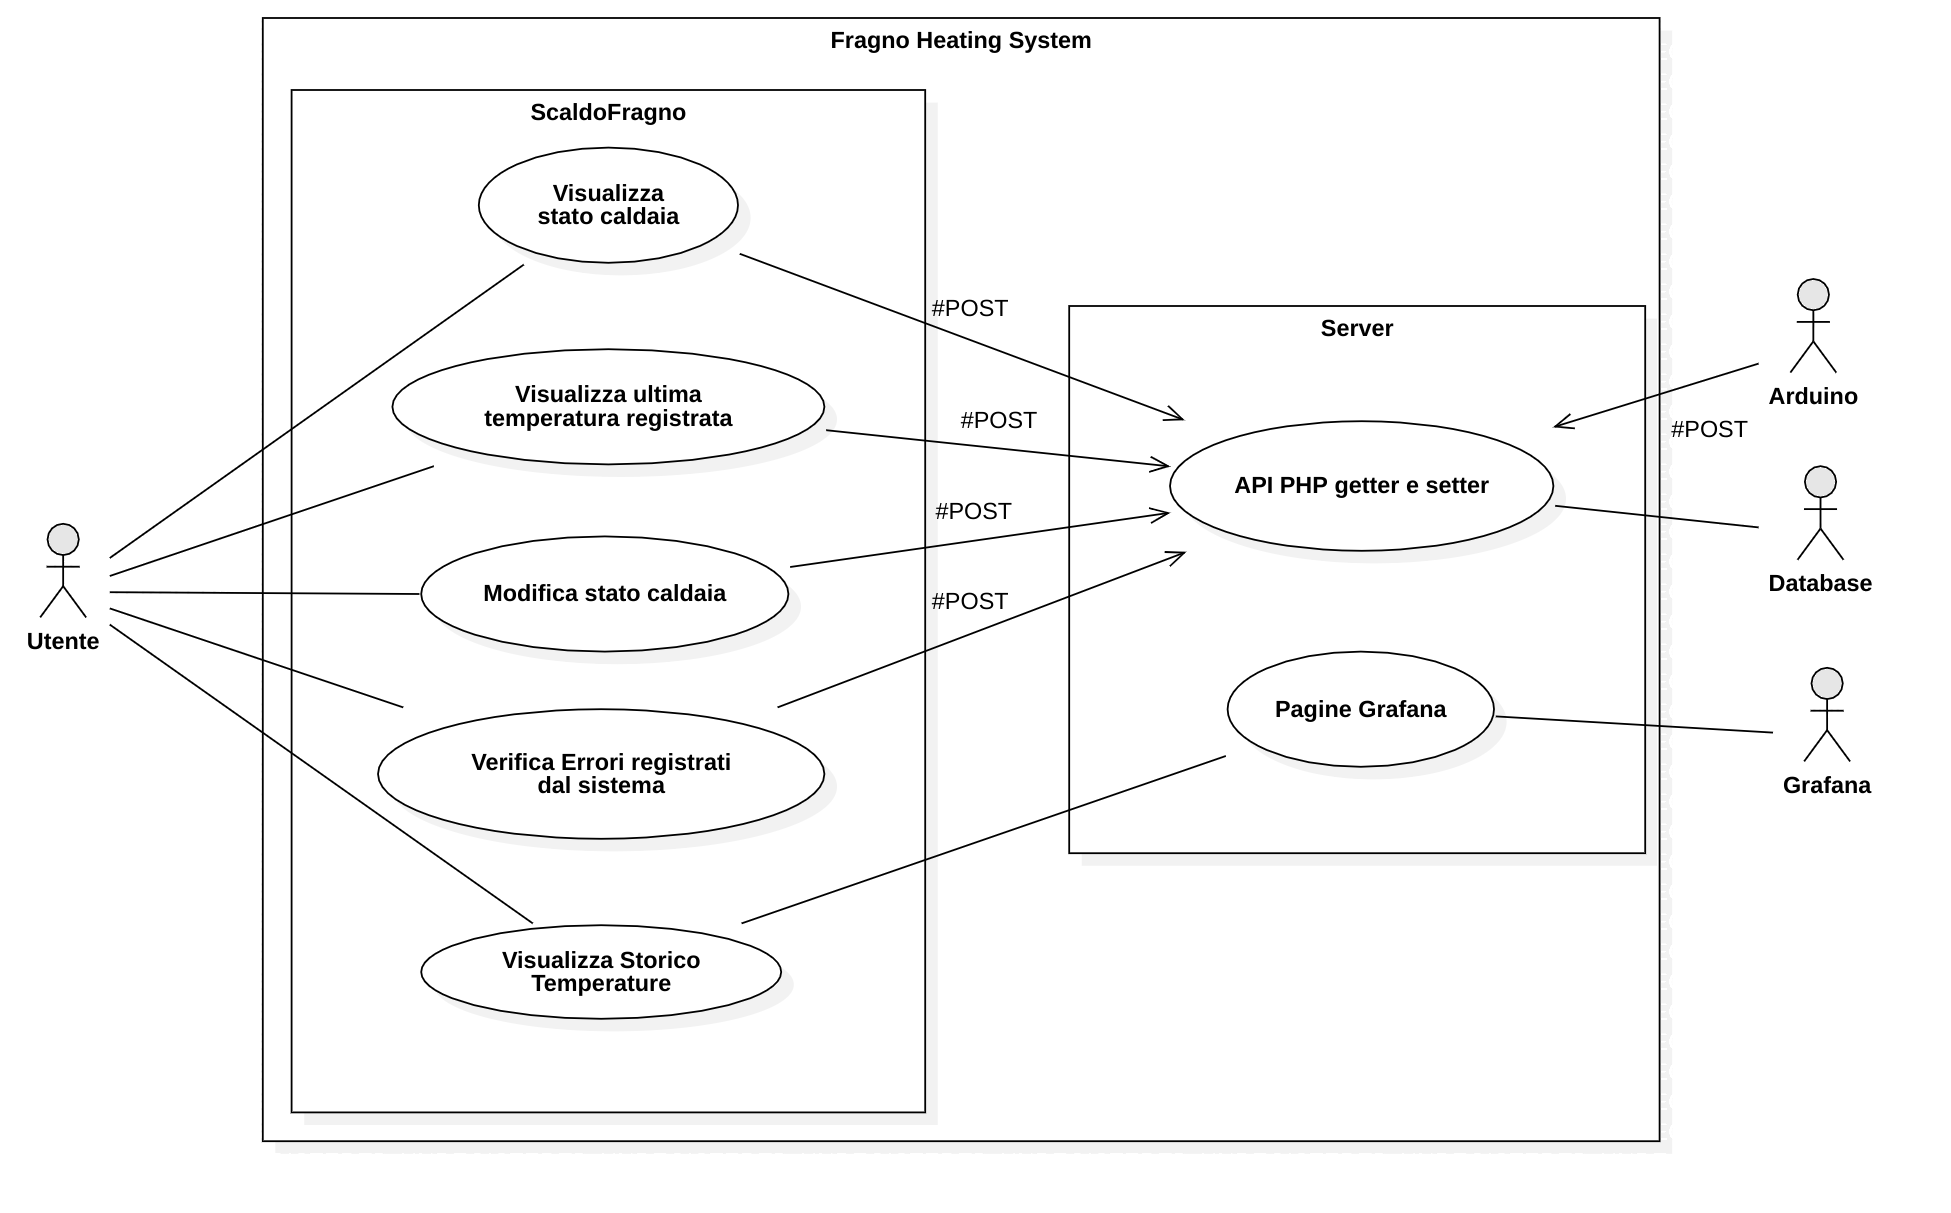 Fragno Heating System
ScaldoFragno
Visualizza
stato caldaia
#POST
Server
Visualizza ultima
temperatura registrata
#POST
Arduino
#POST
API PHP getter e setter
#POST
Database
Modifica stato caldaia
#POST
Utente
Pagine Grafana
Verifica Errori registrati
dal sistema
Grafana
Visualizza Storico
Temperature